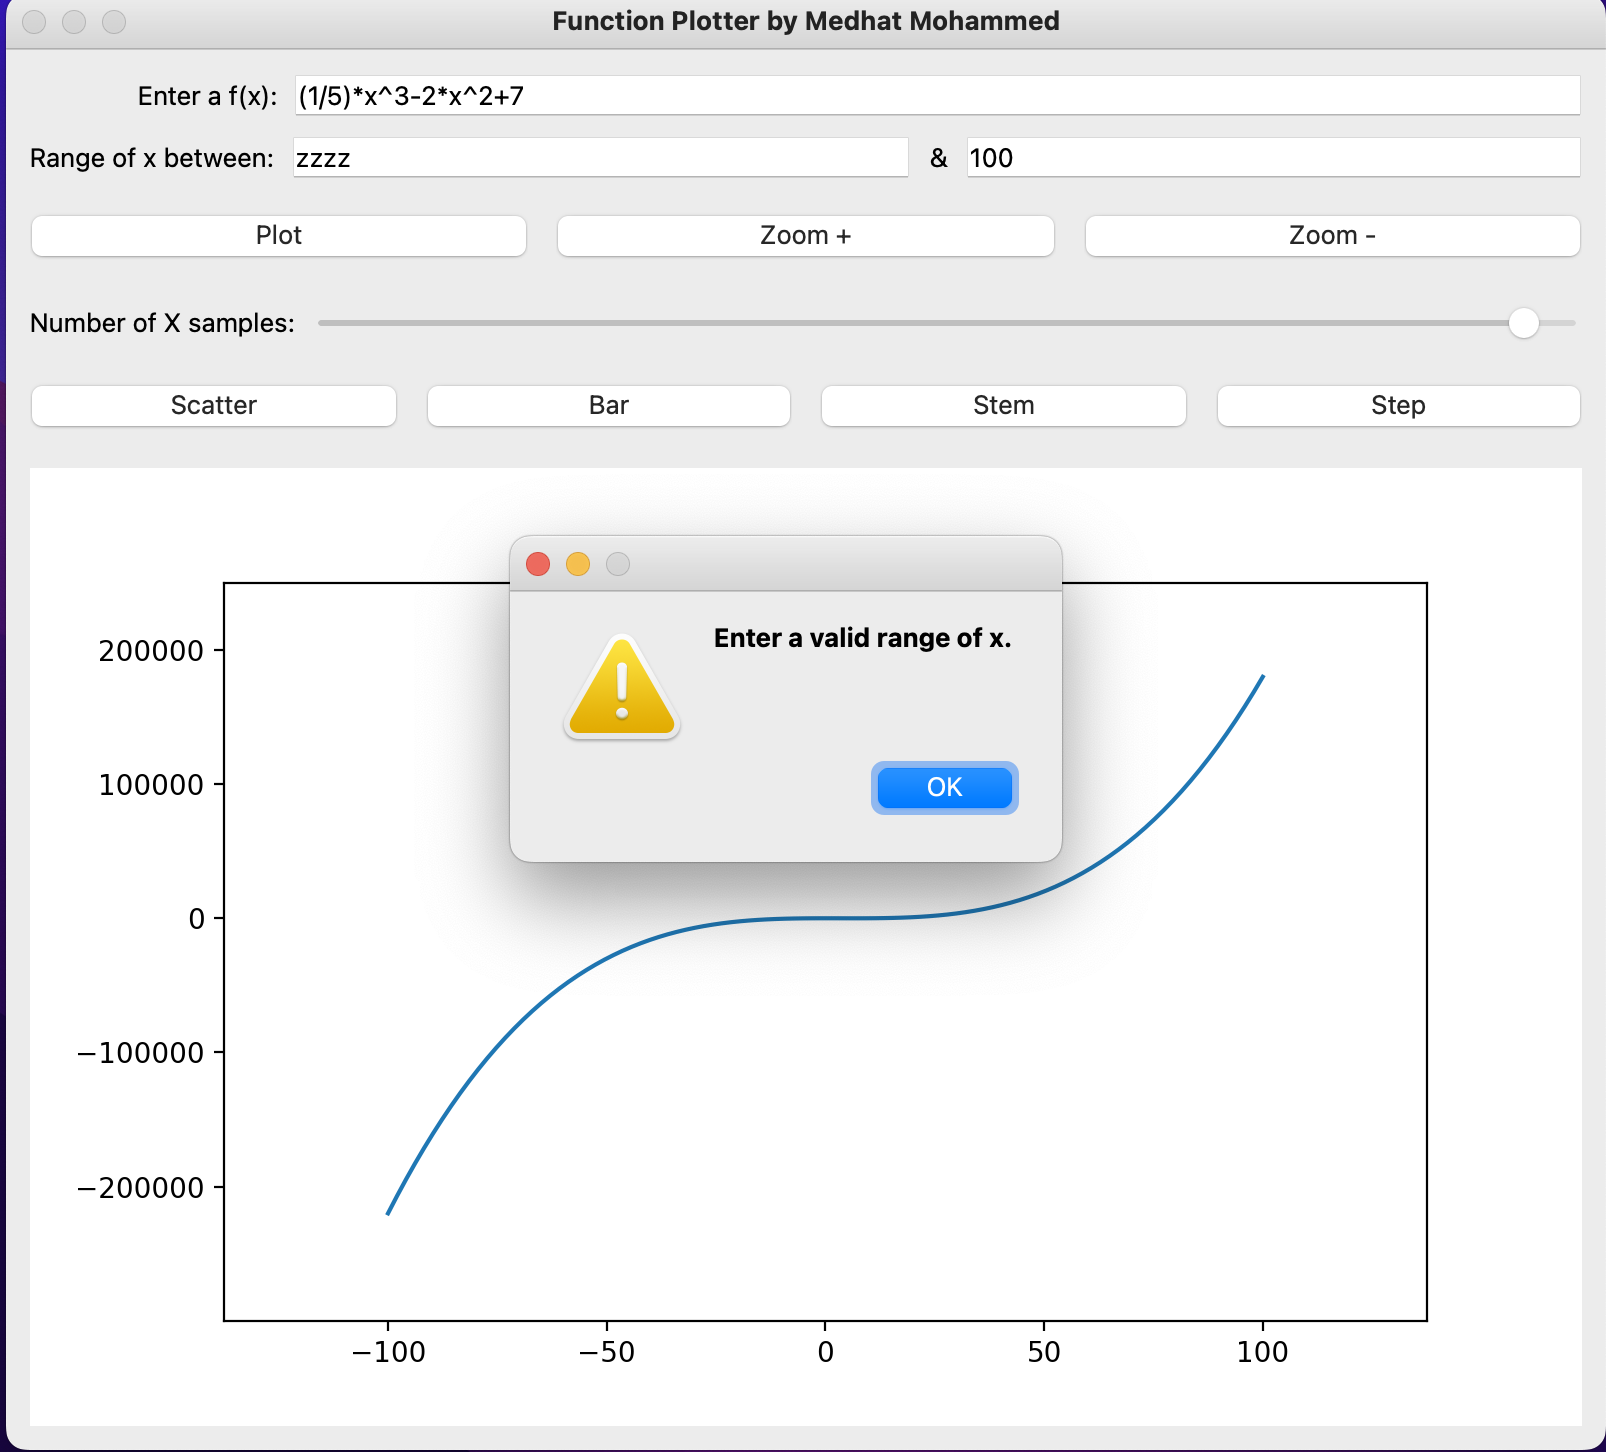 Function Plotter by Medhat Mohammed
Enter a f(x): (1/5)*x^3-2*x^2+7
Range of x between: zzzz & 100
Plot Zoom + Zoom -
Number of X samples:
Scatter Bar Stem Step
Enter a valid range of x.
OK
200000
100000
0
−100000
−200000
−100 −50 0 50 100